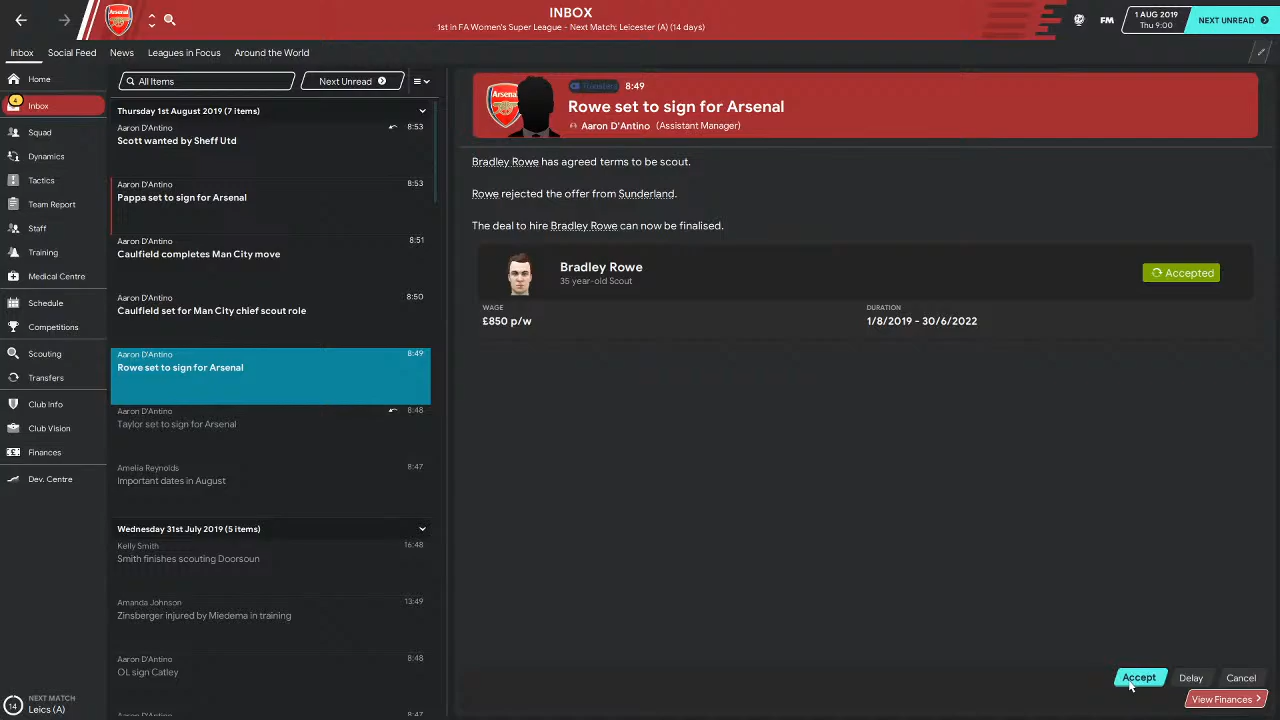 INBOX
1st in FA Women's Super League - Next Match: Leicester (A) (14 days)
FM
1 AUG 2019
Thu 9:00
NEXT UNREAD
Inbox
Social Feed
News
Leagues in Focus
Around the World
Home
4
Inbox
Squad
Dynamics
Tactics
Team Report
Staff
Training
Medical Centre
Schedule
Competitions
Scouting
Transfers
Club Info
Club Vision
Finances
Dev. Centre
14
NEXT MATCH
Leics (A)
All Items
Next Unread
Thursday 1st August 2019 (7 items)
Aaron D'Antino 8:53
Scott wanted by Sheff Utd
Aaron D'Antino 8:53
Pappa set to sign for Arsenal
Aaron D'Antino 8:51
Caulfield completes Man City move
Aaron D'Antino 8:50
Caulfield set for Man City chief scout role
Aaron D'Antino 8:49
Rowe set to sign for Arsenal
Aaron D'Antino 8:48
Taylor set to sign for Arsenal
Amelia Reynolds 8:47
Important dates in August
Wednesday 31st July 2019 (5 items)
Kelly Smith 16:48
Smith finishes scouting Doorsoun
Amanda Johnson 13:49
Zinsberger injured by Miedema in training
Aaron D'Antino 8:48
OL sign Catley
Aaron D'Antino 8:47
Arsenal
Transfers 8:49
Rowe set to sign for Arsenal
Aaron D'Antino (Assistant Manager)
Bradley Rowe has agreed terms to be scout.
Rowe rejected the offer from Sunderland.
The deal to hire Bradley Rowe can now be finalised.
Bradley Rowe
35 year-old Scout
Accepted
WAGE
£850 p/w
DURATION
1/8/2019 - 30/6/2022
Accept
Delay
Cancel
View Finances